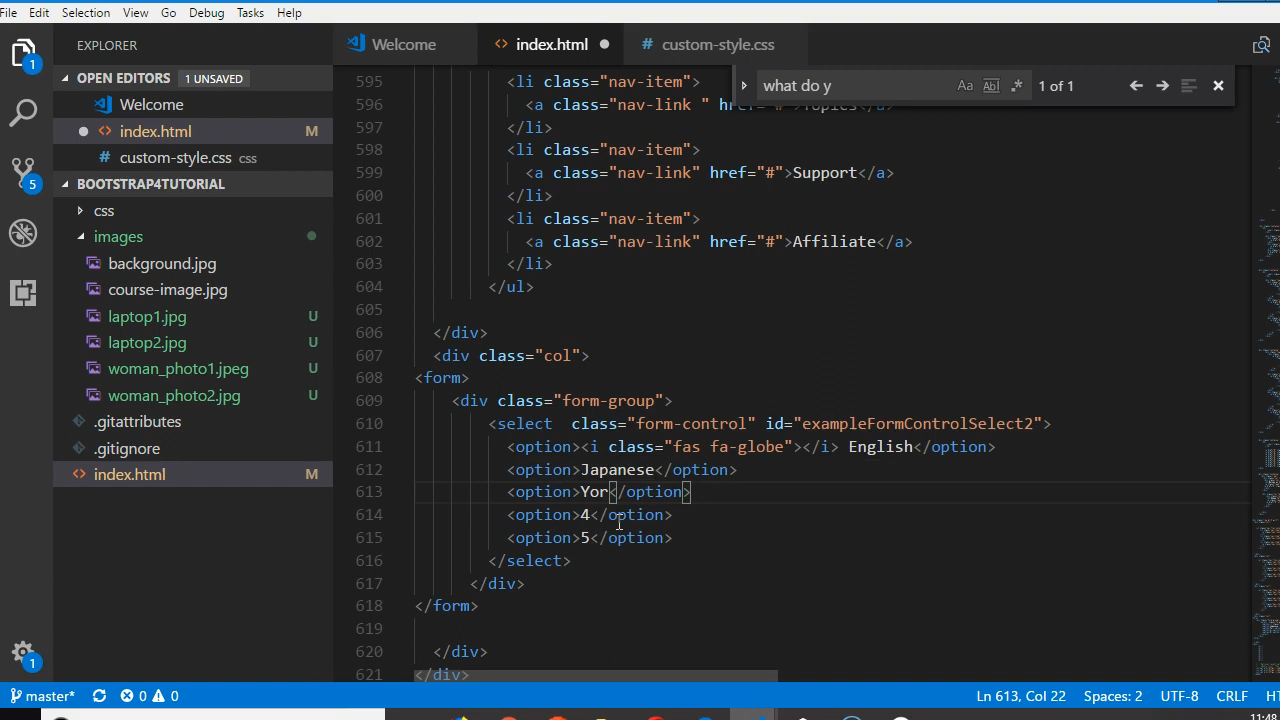 File Edit Selection View Go Debug Tasks Help
EXPLORER
Welcome
index.html
# custom-style.css
OPEN EDITORS 1 UNSAVED
Welcome
<> index.html M
# custom-style.css css
BOOTSTRAP4TUTORIAL
css
images
background.jpg
course-image.jpg
laptop1.jpg U
laptop2.jpg U
woman_photo1.jpeg U
woman_photo2.jpg U
.gitattributes
.gitignore
<> index.html M
1
5
1
what do y Aa Abl .* 1 of 1
595 <li class="nav-item">
596 <a class="nav-link " h
597 </li>
598 <li class="nav-item">
599 <a class="nav-link" href="#">Support</a>
600 </li>
601 <li class="nav-item">
602 <a class="nav-link" href="#">Affiliate</a>
603 </li>
604 </ul>
605
606 </div>
607 <div class="col">
608 <form>
609 <div class="form-group">
610 <select class="form-control" id="exampleFormControlSelect2">
611 <option><i class="fas fa-globe"></i> English</option>
612 <option>Japanese</option>
613 <option>Yor</option>
614 <option>4</option>
615 <option>5</option>
616 </select>
617 </div>
618 </form>
619
620 </div>
621 </div>
master* 0 0 Ln 613, Col 22 Spaces: 2 UTF-8 CRLF HT
11:48